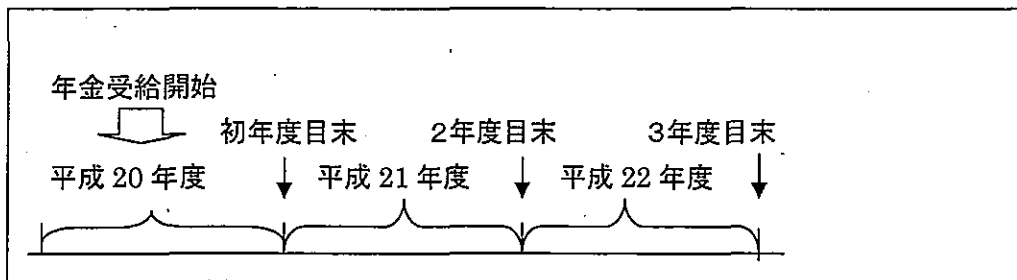 年金受給開始
初年度目末 2年度目末 3年度目末
平成 20 年度 平成 21 年度 平成 22 年度